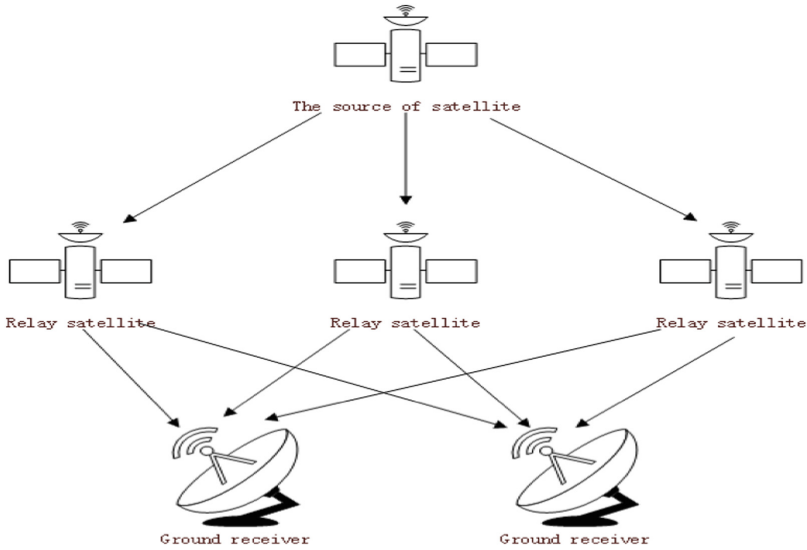 The source of satellite
Relay satellite
Relay satellite
Relay satellite
Ground receiver
Ground receiver